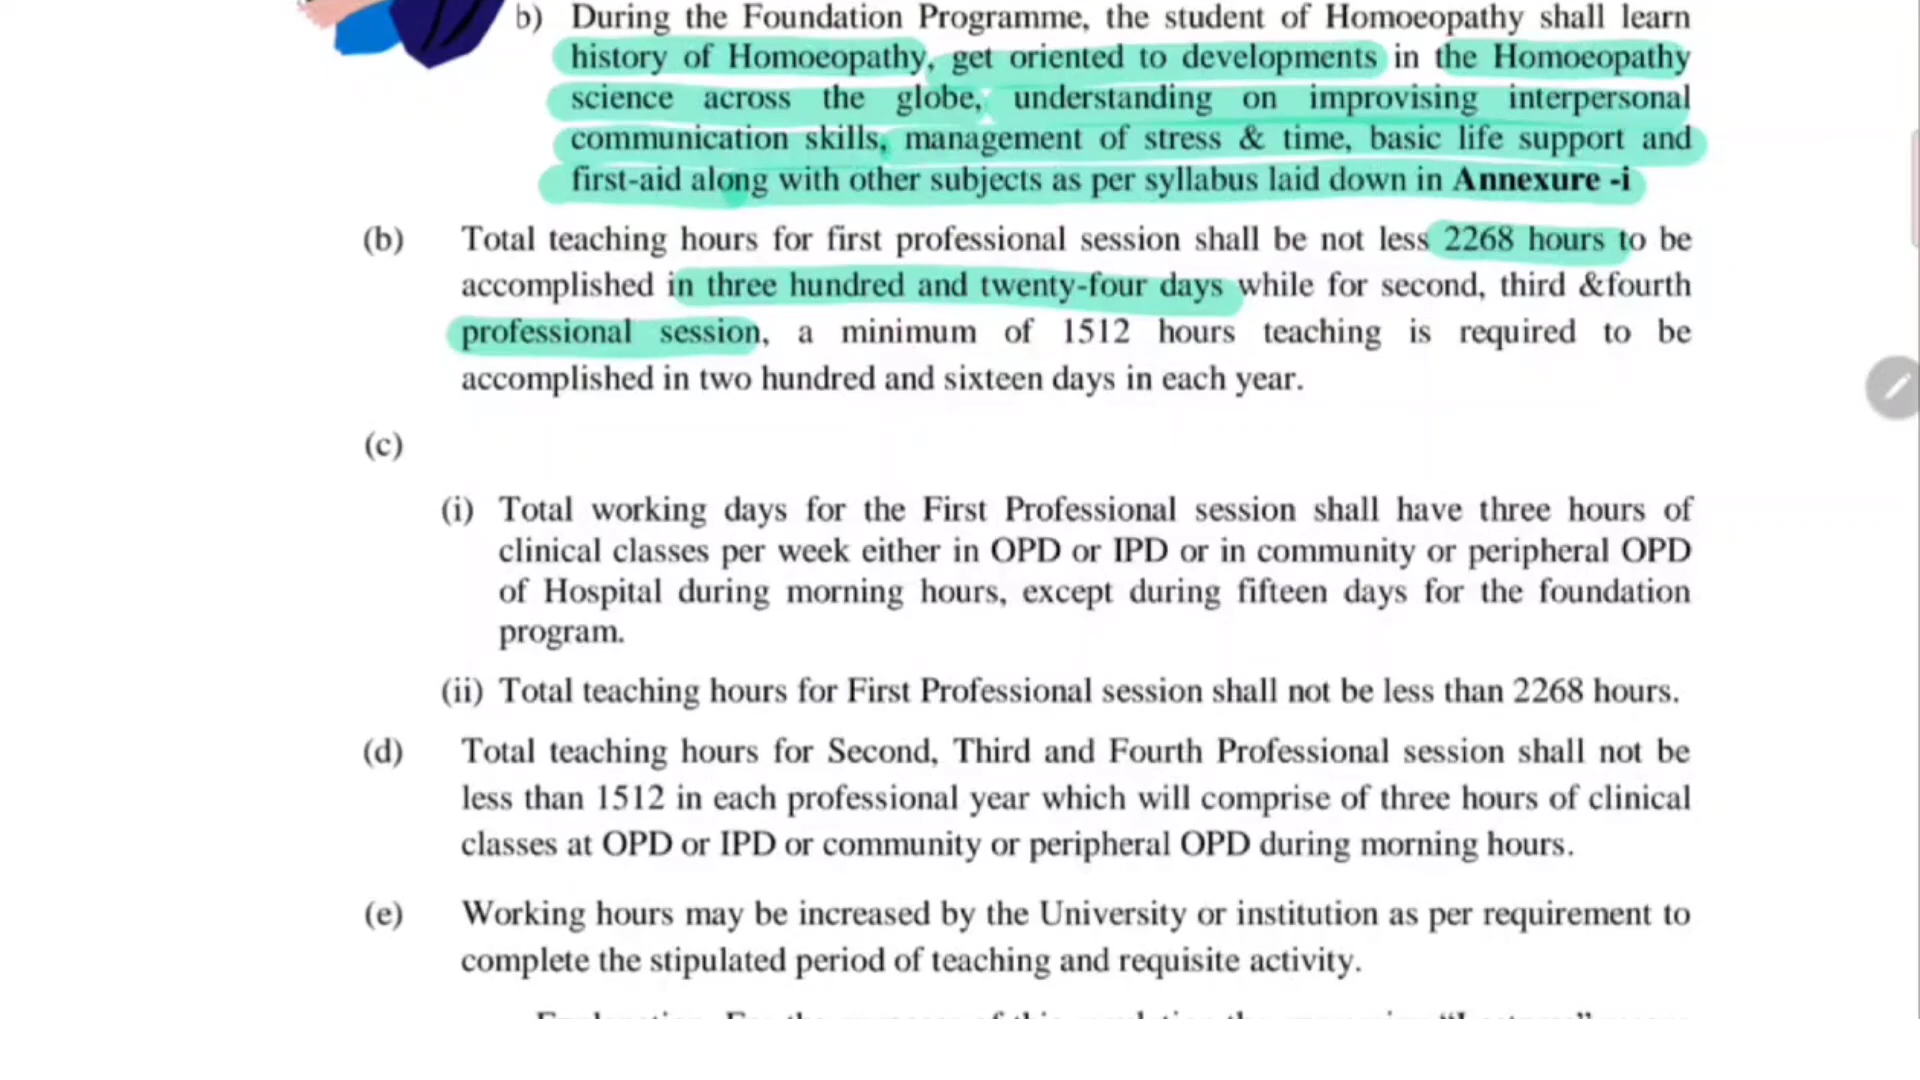 b) During the Foundation Programme, the student of Homoeopathy shall learn
history of Homoeopathy, get oriented to developments in the Homoeopathy
science across the globe, understanding on improvising interpersonal
communication skills, management of stress & time, basic life support and
first-aid along with other subjects as per syllabus laid down in Annexure -i
(b) Total teaching hours for first professional session shall be not less 2268 hours to be
accomplished in three hundred and twenty-four days while for second, third &fourth
professional session, a minimum of 1512 hours teaching is required to be
accomplished in two hundred and sixteen days in each year.
(c)
(i) Total working days for the First Professional session shall have three hours of
clinical classes per week either in OPD or IPD or in community or peripheral OPD
of Hospital during morning hours, except during fifteen days for the foundation
program.
(ii) Total teaching hours for First Professional session shall not be less than 2268 hours.
(d) Total teaching hours for Second, Third and Fourth Professional session shall not be
less than 1512 in each professional year which will comprise of three hours of clinical
classes at OPD or IPD or community or peripheral OPD during morning hours.
(e) Working hours may be increased by the University or institution as per requirement to
complete the stipulated period of teaching and requisite activity.